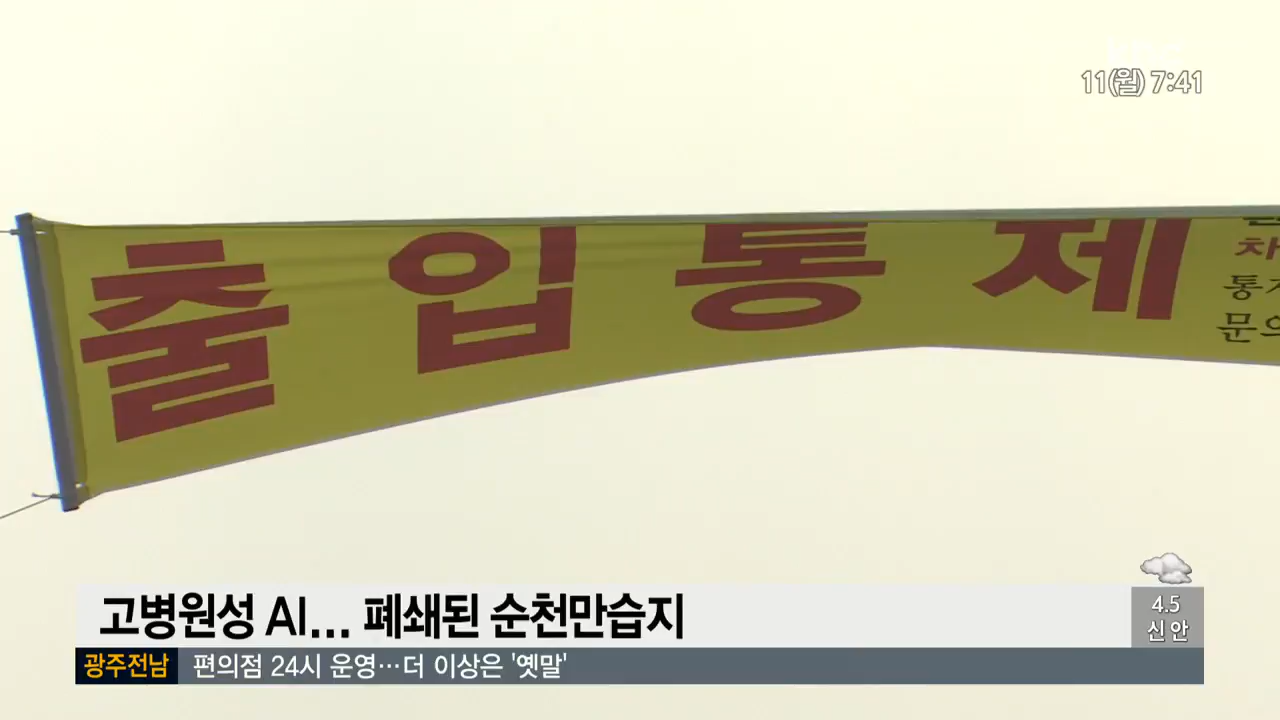 11(월) 7:41
출입통제
문의
고병원성 AI... 폐쇄된 순천만습지
4.5
신안
광주전남 편의점 24시 운영…더 이상은 '옛말'